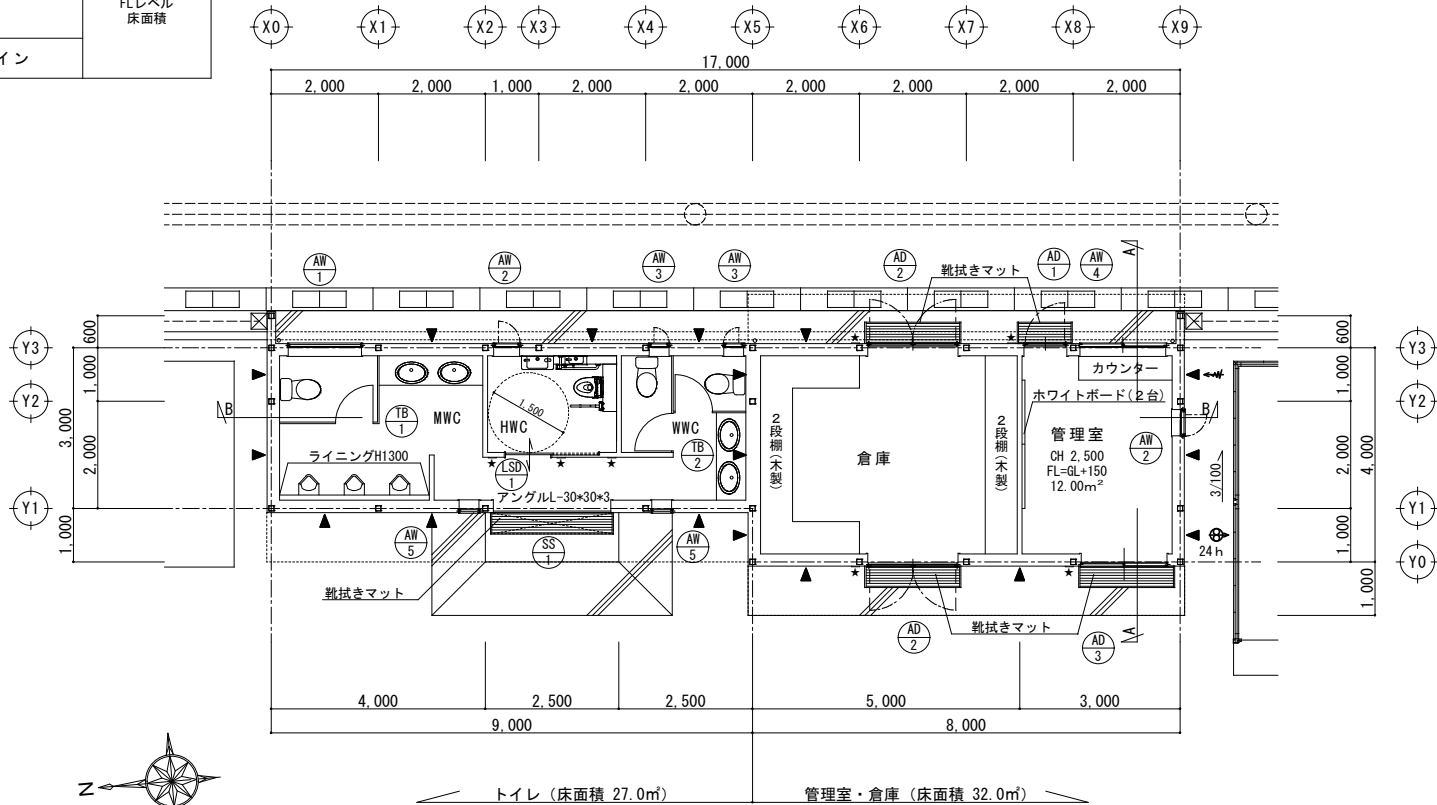 FLレベル
床面積
イン
X0 X1 X2 X3 X4 X5 X6 X7 X8 X9
17,000
2,000 2,000 1,000 2,000 2,000 2,000 2,000 2,000 2,000
AW 1
AW 2
AW 3
AW 3
AD 2
靴拭きマット
AD 1
AW 4
A
Y3
Y2
Y1
600
1,000
2,000
3,000
1,000
カウンター
ホワイトボード(2台)
B
TB 1
MWC
1,500
HWC
WWC
TB 2
2段棚(木製)
倉庫
2段棚(木製)
管理室
CH 2,500
FL=GL+150
12.00m²
AW 2
B
ライニングH1300
LSD 1
アングルL-30*30*3
3/100
24h
600
1,000
2,000
4,000
1,000
1,000
Y3
Y2
Y1
Y0
AW 5
SS 1
AW 5
靴拭きマット
AD 2
靴拭きマット
AD 3
A
4,000 2,500 2,500 5,000 3,000
9,000 8,000
N
トイレ(床面積 27.0㎡)
管理室・倉庫(床面積 32.0㎡)